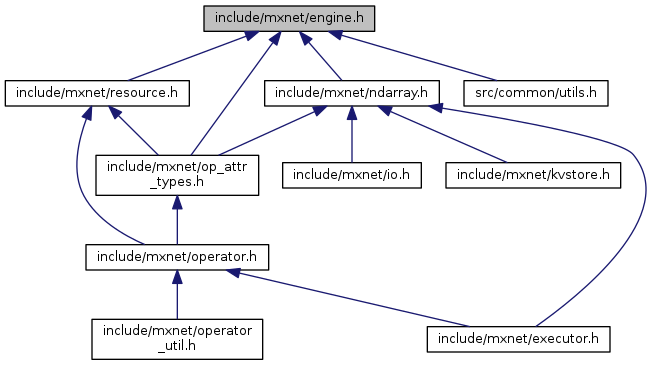 include/mxnet/engine.h
include/mxnet/resource.h
include/mxnet/ndarray.h
src/common/utils.h
include/mxnet/op_attr
_types.h
include/mxnet/io.h
include/mxnet/kvstore.h
include/mxnet/operator.h
include/mxnet/operator
_util.h
include/mxnet/executor.h